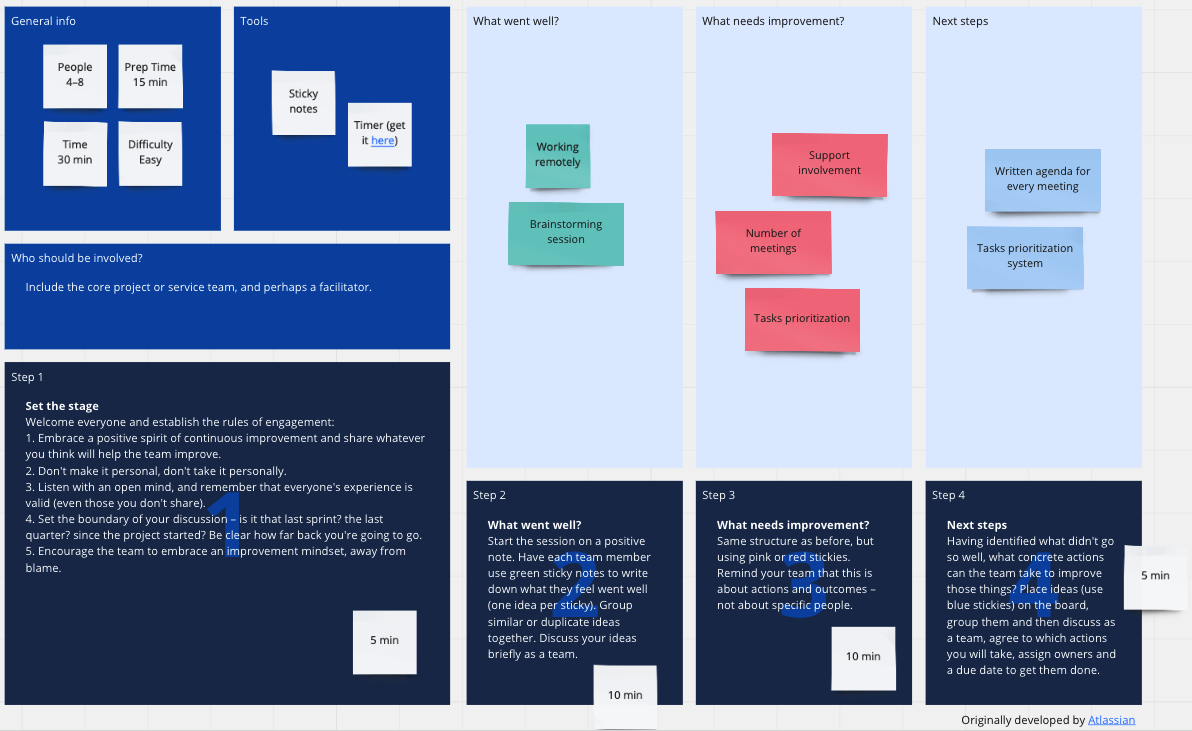 General info
People
4–8
Prep Time
15 min
Time
30 min
Difficulty
Easy
Tools
Sticky
notes
Timer (get
it here)
Who should be involved?
Include the core project or service team, and perhaps a facilitator.
Step 1
Set the stage
Welcome everyone and establish the rules of engagement:
1. Embrace a positive spirit of continuous improvement and share whatever
you think will help the team improve.
2. Don't make it personal, don't take it personally.
3. Listen with an open mind, and remember that everyone's experience is
valid (even those you don't share).
4. Set the boundary of your discussion – is it that last sprint? the last
quarter? since the project started? Be clear how far back you're going to go.
5. Encourage the team to embrace an improvement mindset, away from
blame.
1
5 min
What went well?
Working
remotely
Brainstorming
session
What needs improvement?
Support
involvement
Number of
meetings
Tasks prioritization
Next steps
Written agenda for
every meeting
Tasks prioritization
system
Step 2
What went well?
Start the session on a positive
note. Have each team member
use green sticky notes to write
down what they feel went well
(one idea per sticky). Group
similar or duplicate ideas
together. Discuss your ideas
briefly as a team.
2
10 min
Step 3
What needs improvement?
Same structure as before, but
using pink or red stickies.
Remind your team that this is
about actions and outcomes –
not about specific people.
3
10 min
Step 4
Next steps
Having identified what didn't go
so well, what concrete actions
can the team take to improve
those things? Place ideas (use
blue stickies) on the board,
group them and then discuss as
a team, agree to which actions
you will take, assign owners and
a due date to get them done.
4
5 min
Originally developed by Atlassian